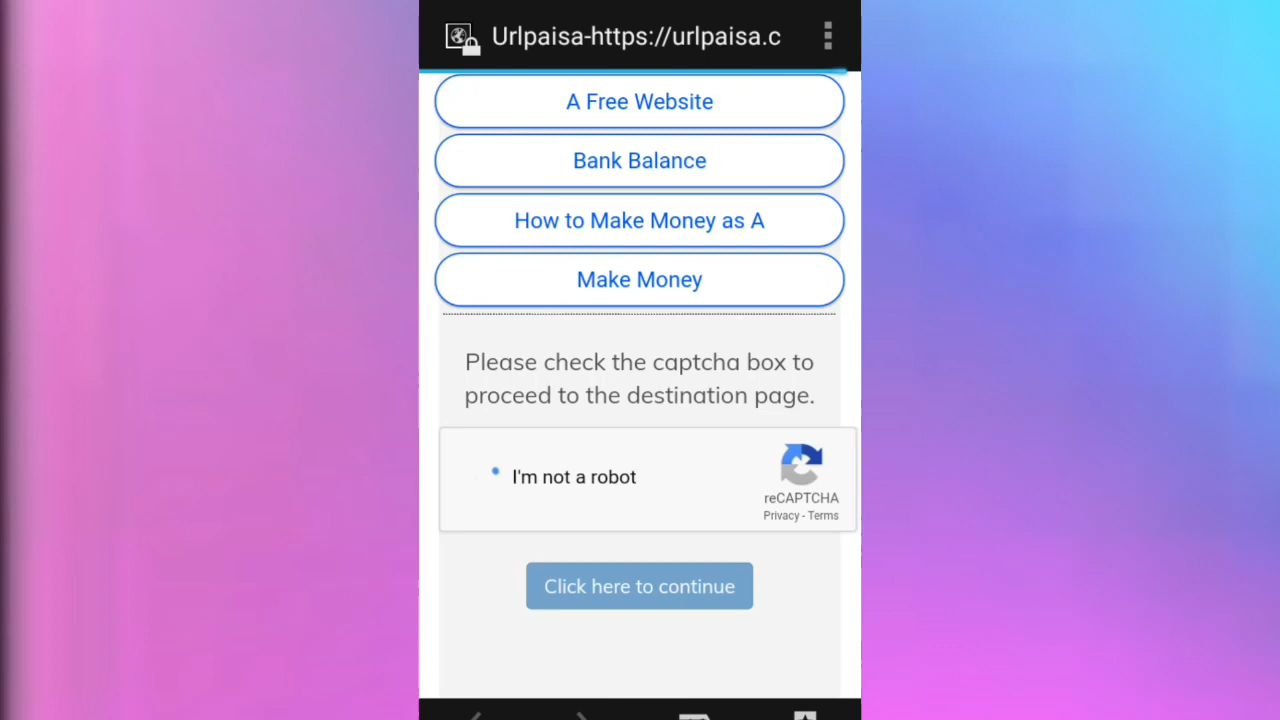 Urlpaisa-https://urlpaisa.c
A Free Website
Bank Balance
How to Make Money as A
Make Money
Please check the captcha box to
proceed to the destination page.
I'm not a robot
reCAPTCHA
Privacy - Terms
Click here to continue